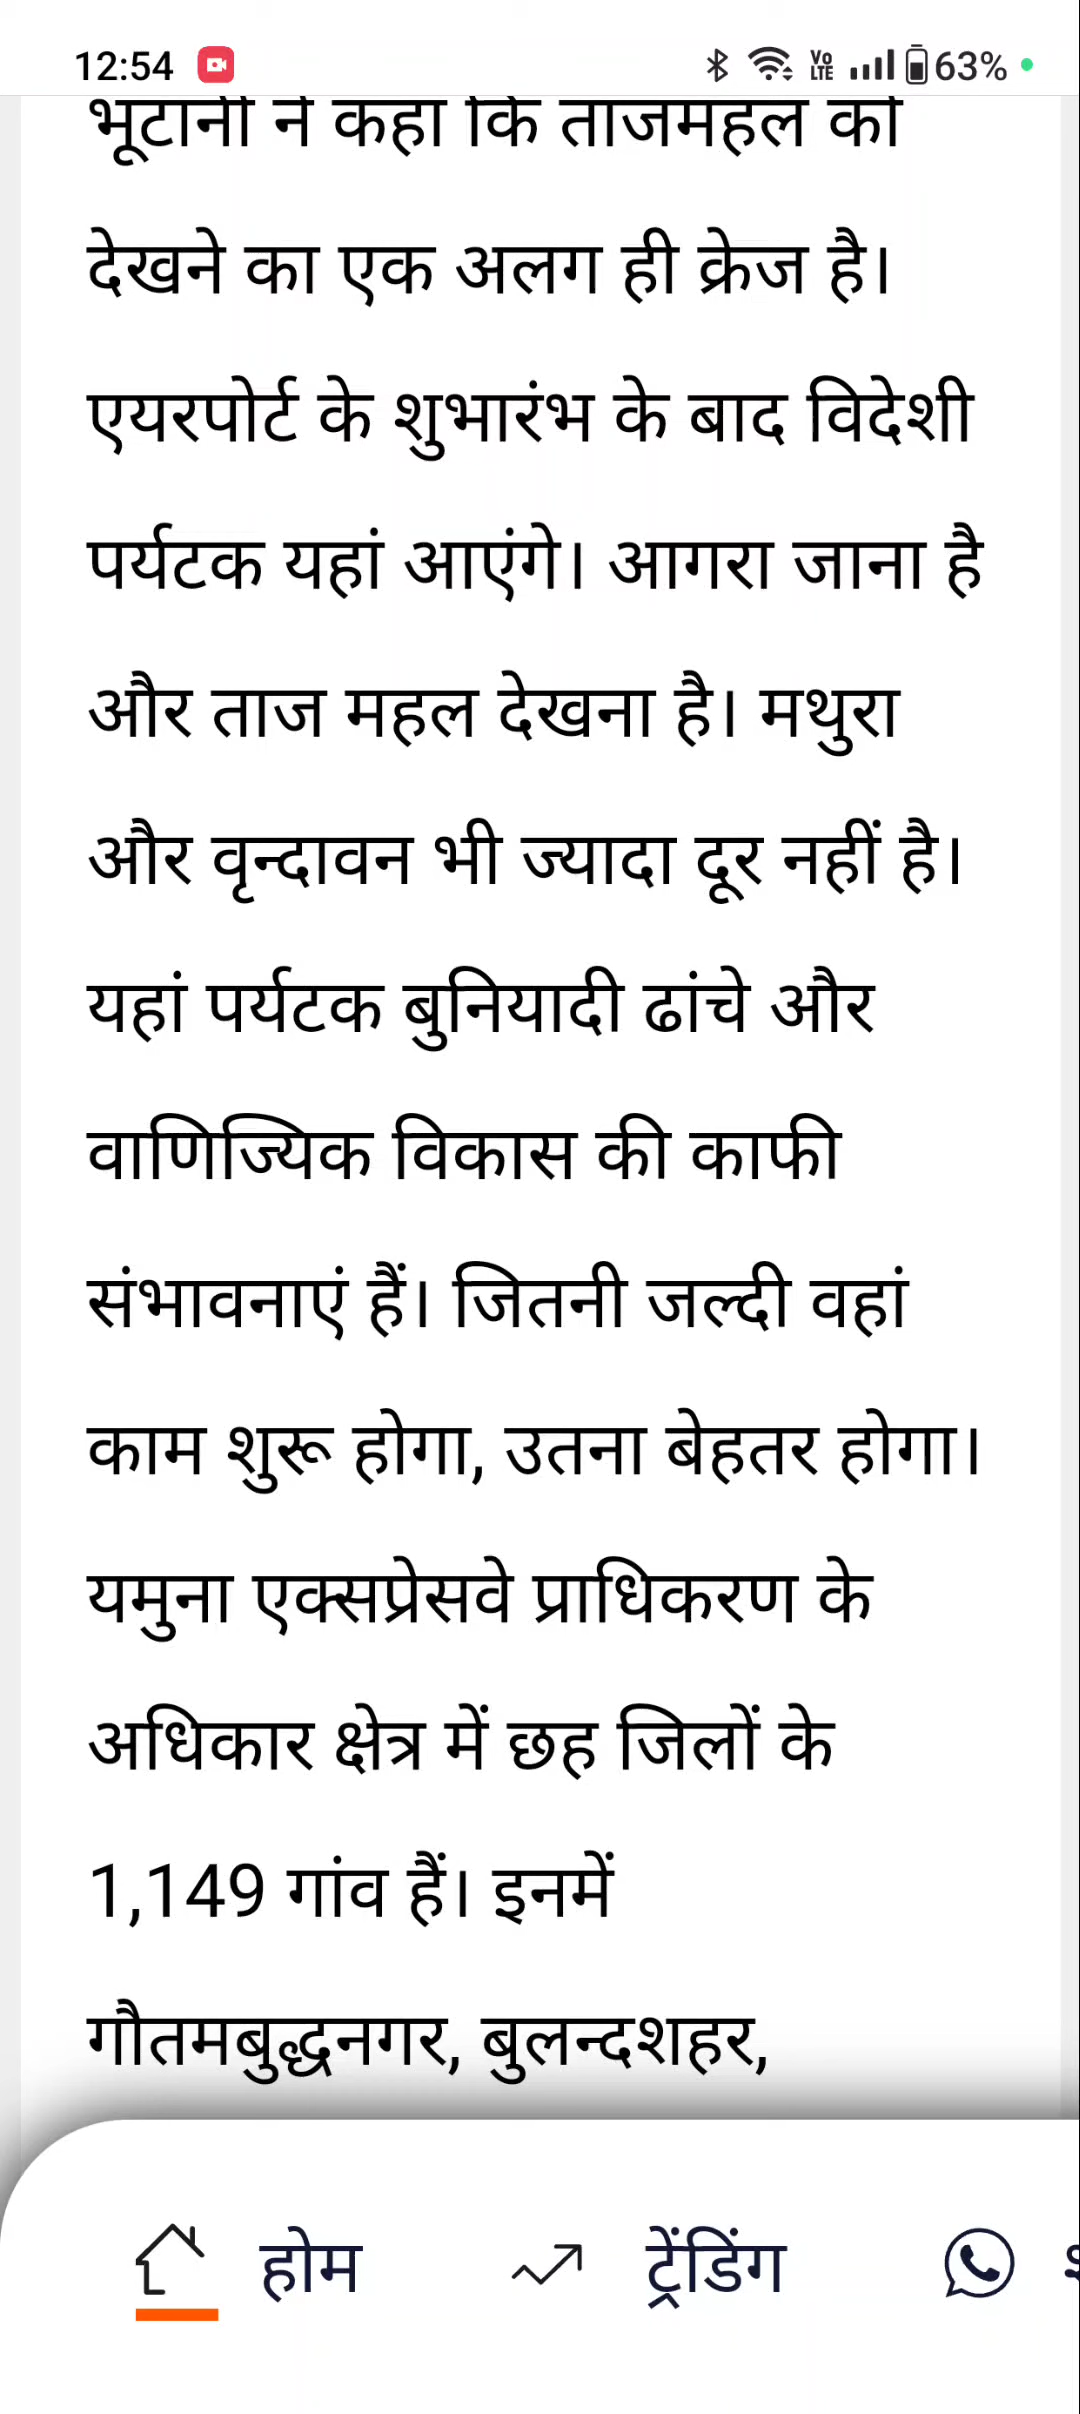 12:54 Vo LTE 63%
भूटानी ने कहा कि ताजमहल को
देखने का एक अलग ही क्रेज है।
एयरपोर्ट के शुभारंभ के बाद विदेशी
पर्यटक यहां आएंगे। आगरा जाना है
और ताज महल देखना है। मथुरा
और वृन्दावन भी ज्यादा दूर नहीं है।
यहां पर्यटक बुनियादी ढांचे और
वाणिज्यिक विकास की काफी
संभावनाएं हैं। जितनी जल्दी वहां
काम शुरू होगा, उतना बेहतर होगा।
यमुना एक्सप्रेसवे प्राधिकरण के
अधिकार क्षेत्र में छह जिलों के
1,149 गांव हैं। इनमें
गौतमबुद्धनगर, बुलन्दशहर,
होम ट्रेंडिंग